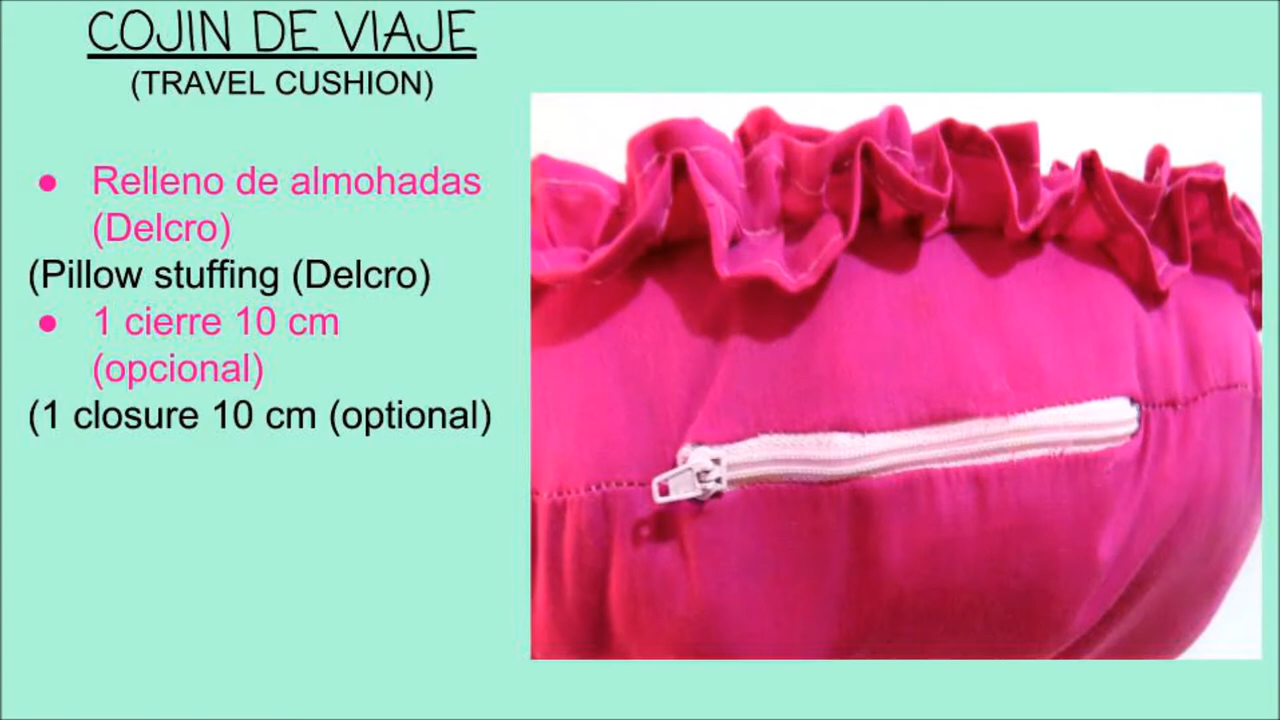 COJIN DE VIAJE
(TRAVEL CUSHION)
● Relleno de almohadas
(Delcro)
(Pillow stuffing (Delcro)
● 1 cierre 10 cm
(opcional)
(1 closure 10 cm (optional)